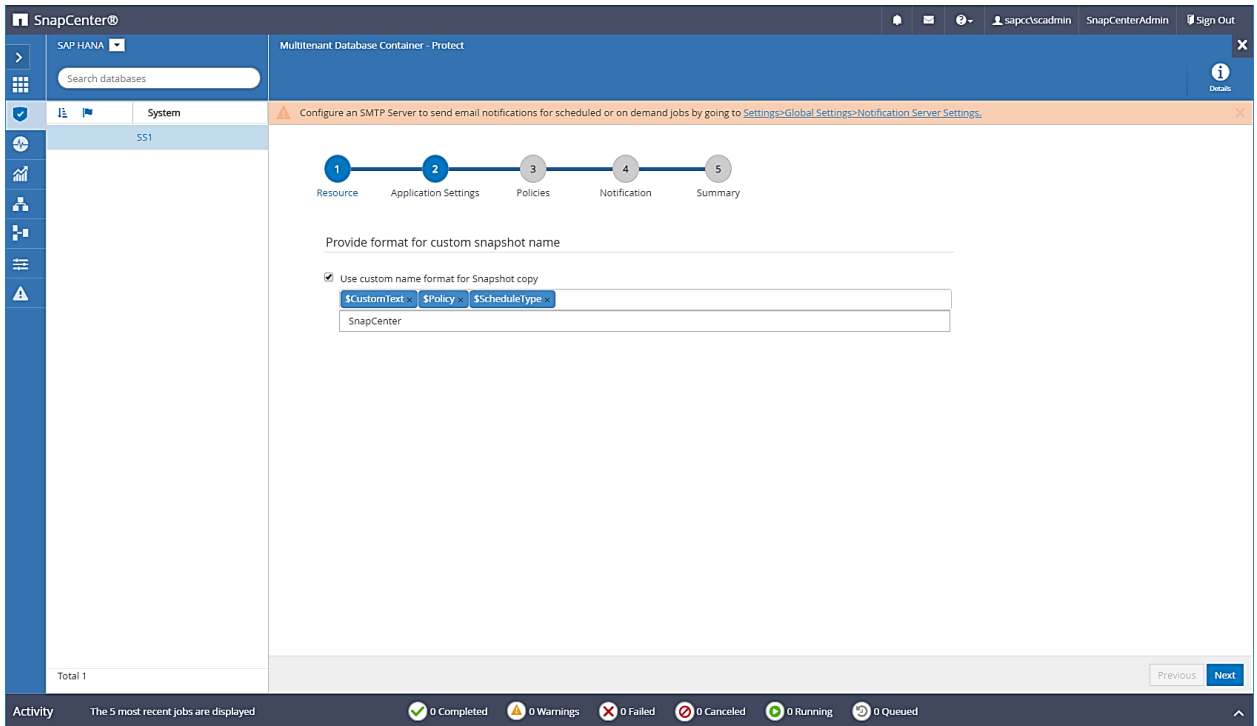 SnapCenter®
sapcc\scadmin SnapCenterAdmin Sign Out
SAP HANA
Search databases
Multitenant Database Container - Protect
Details
System
SS1
Configure an SMTP Server to send email notifications for scheduled or on demand jobs by going to Settings>Global Settings>Notification Server Settings.
1 2 3 4 5
Resource Application Settings Policies Notification Summary
Provide format for custom snapshot name
Use custom name format for Snapshot copy
$CustomText × $Policy × $ScheduleType ×
SnapCenter
Total 1
Previous Next
Activity The 5 most recent jobs are displayed 0 Completed 0 Warnings 0 Failed 0 Canceled 0 Running 0 Queued